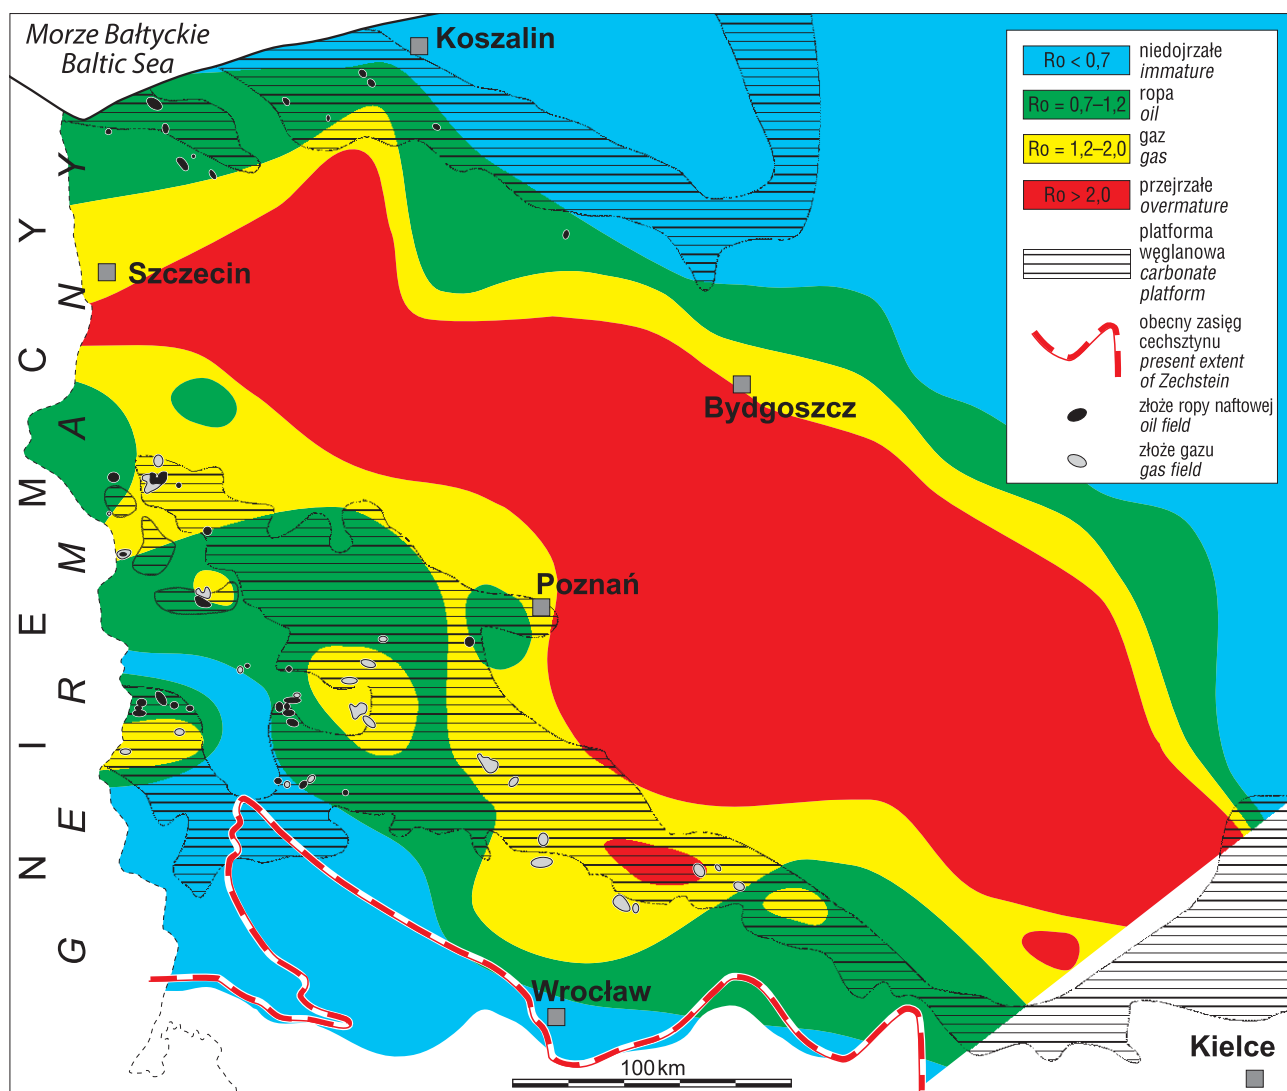 Morze Bałtyckie
Baltic Sea
Koszalin
Szczecin
Bydgoszcz
Poznań
Wrocław
Kielce
NIEMCY
GERMANY
100 km
Ro < 0,7
niedojrzałe
immature
Ro = 0,7–1,2
ropa
oil
Ro = 1,2–2,0
gaz
gas
Ro > 2,0
przejrzałe
overmature
platforma
węglanowa
carbonate
platform
obecny zasięg
cechsztynu
present extent
of Zechstein
złoże ropy naftowej
oil field
złoże gazu
gas field